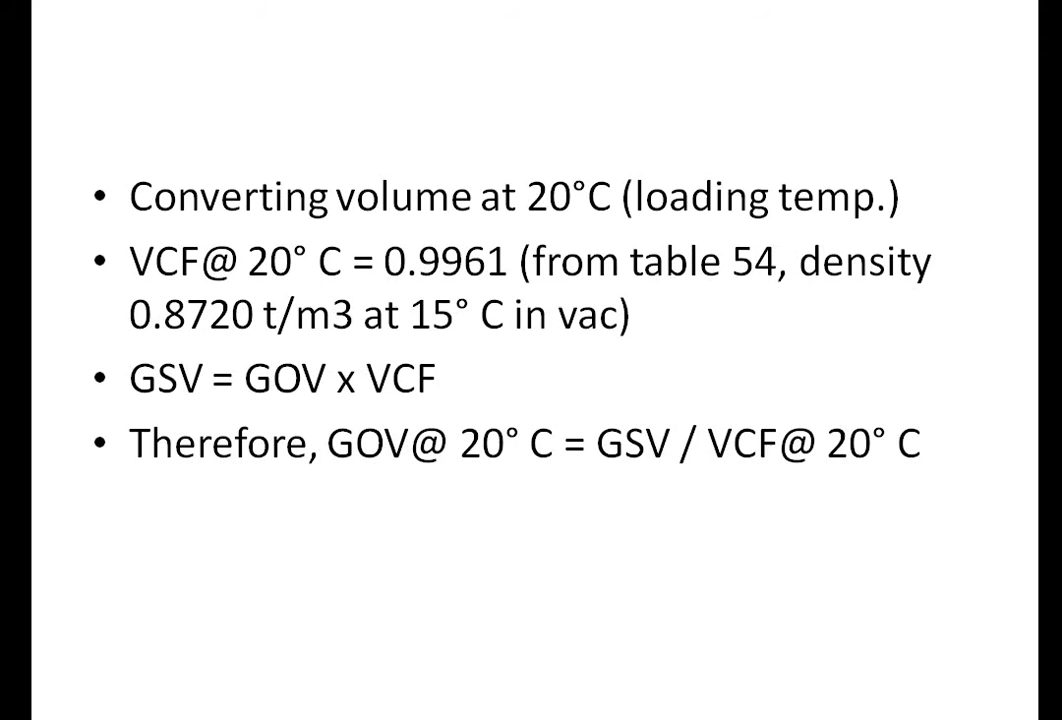 • Converting volume at 20°C (loading temp.)
• VCF@ 20° C = 0.9961 (from table 54, density
0.8720 t/m3 at 15° C in vac)
• GSV = GOV x VCF
• Therefore, GOV@ 20° C = GSV / VCF@ 20° C